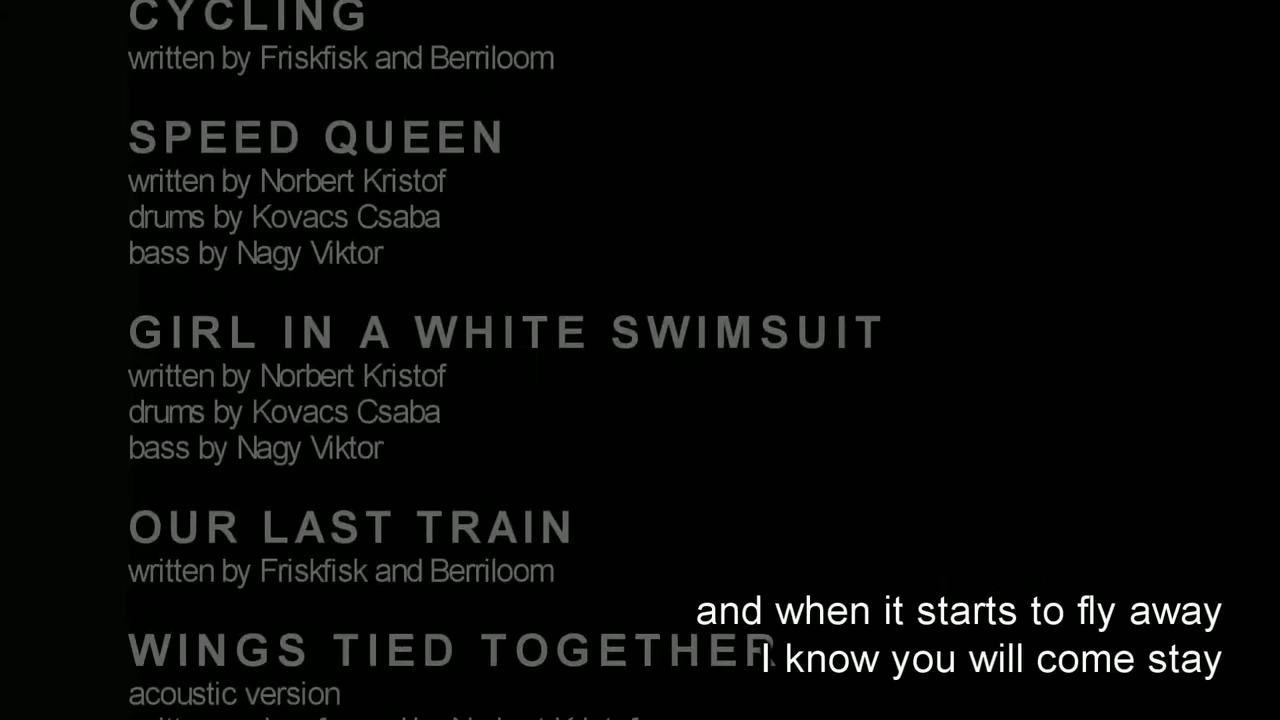 CYCLING
written by Friskfisk and Berriloom
SPEED QUEEN
written by Norbert Kristof
drums by Kovacs Csaba
bass by Nagy Viktor
GIRL IN A WHITE SWIMSUIT
written by Norbert Kristof
drums by Kovacs Csaba
bass by Nagy Viktor
OUR LAST TRAIN
written by Friskfisk and Berriloom
WINGS TIED TOGETHER
acoustic version
and when it starts to fly away
I know you will come stay